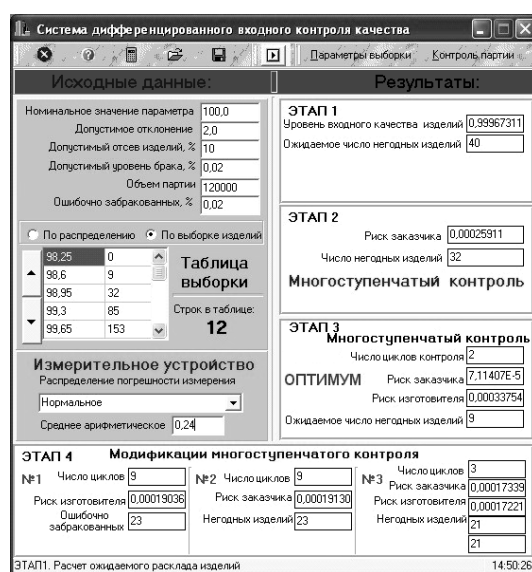 Система дифференцированного входного контроля качества
Параметры выборки Контроль партии
Исходные данные: Результаты:
Номинальное значение параметра 100,0
Допустимое отклонение 2,0
Допустимый отсев изделий, % 10
Допустимый уровень брака, % 0,02
Объем партии 120000
Ошибочно забракованных, % 0,02
По распределению По выборке изделий
98,25 0
98,6 9
98,95 32
99,3 85
99,65 153
Таблица
выборки
Строк в таблице:
12
Измерительное устройство
Распределение погрешности измерения
Нормальное
Среднее арифметическое 0,24
ЭТАП 1
Уровень входного качества изделий 0,99967311
Ожидаемое число негодных изделий 40
ЭТАП 2
Риск заказчика 0,00025911
Число негодных изделий 32
Многоступенчатый контроль
ЭТАП 3
Многоступенчатый контроль
Число циклов контроля 2
ОПТИМУМ Риск заказчика 7,11407E-5
Риск изготовителя 0,00033754
Ожидаемое число негодных изделий 9
ЭТАП 4 Модификации многоступенчатого контроля
№1 Число циклов 9
Риск изготовителя 0,00019036
Ошибочно
забракованных 23
№2 Число циклов 9
Риск заказчика 0,00019130
Негодных изделий 23
№3 Число циклов 3
Риск заказчика 0,00017339
Риск изготовителя 0,00017221
Негодных изделий 21
21
ЭТАП1. Расчет ожидаемого расклада изделий 14:50:26